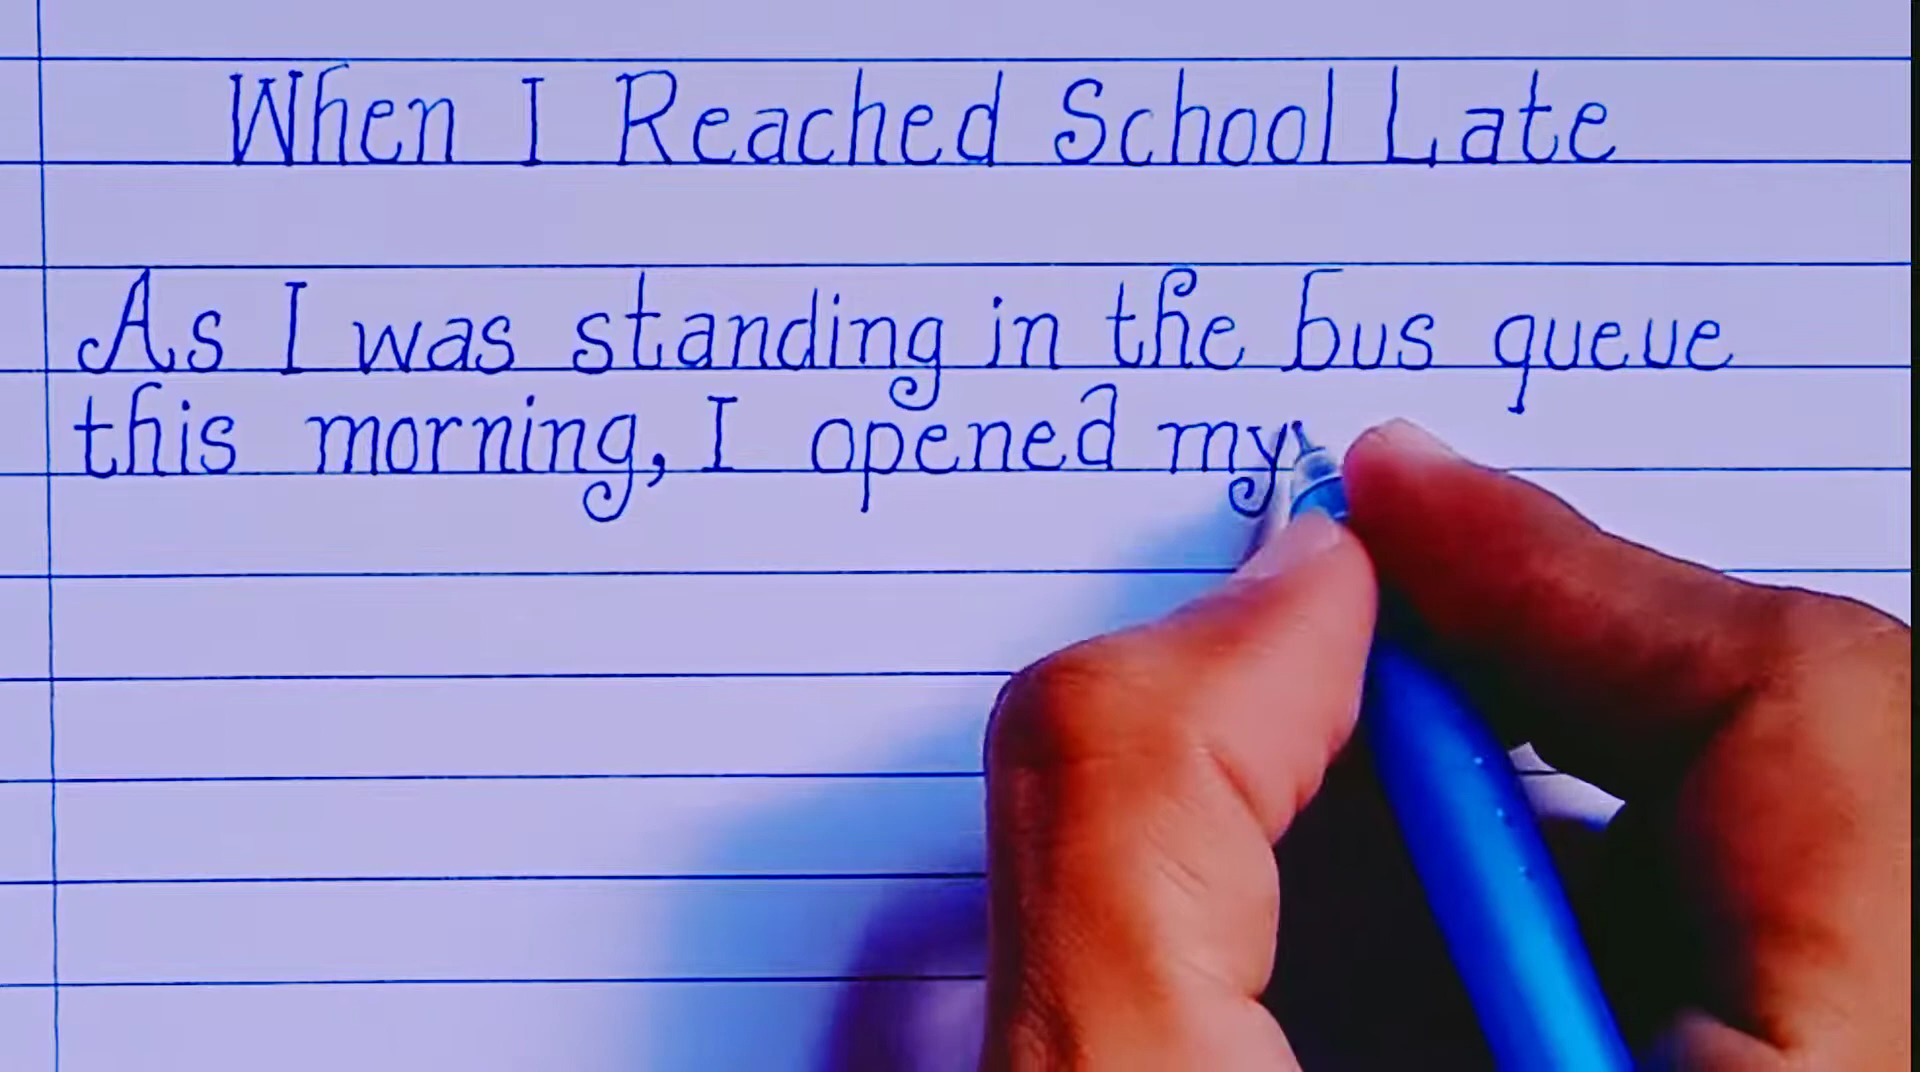 When I Reached School Late
As I was standing in the bus queue
this morning, I opened my